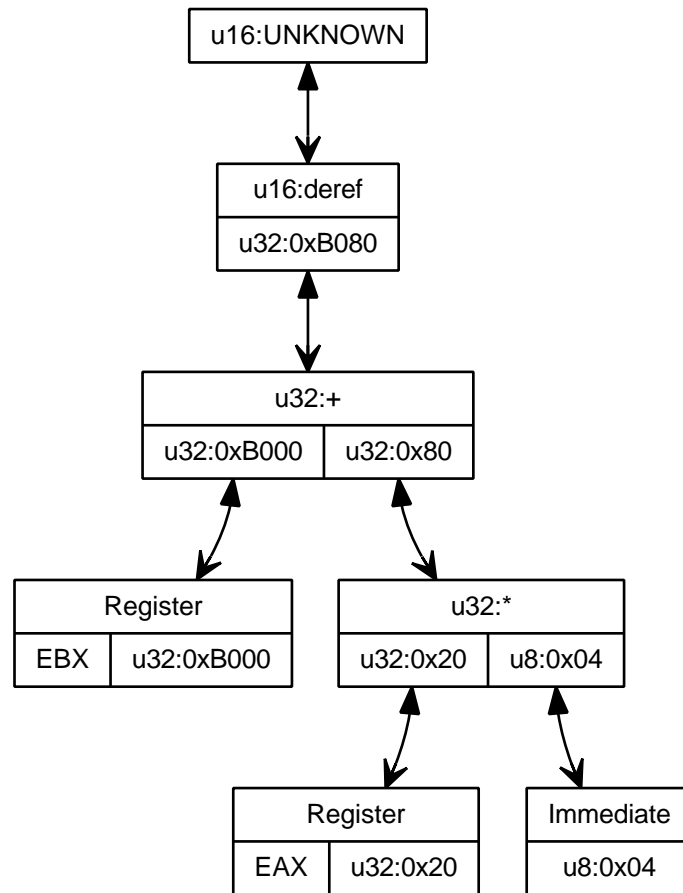 u16:UNKNOWN
u16:deref
u32:0xB080
u32:+
u32:0xB000 u32:0x80
Register
EBX u32:0xB000
u32:*
u32:0x20 u8:0x04
Register
EAX u32:0x20
Immediate
u8:0x04